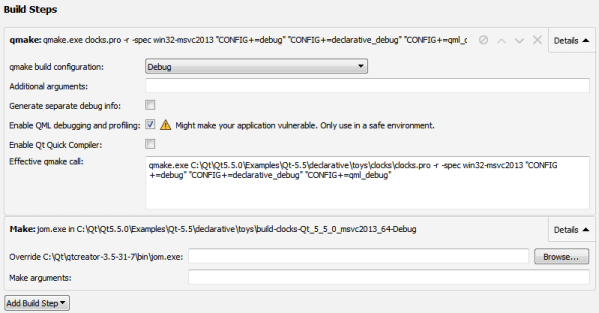 Build Steps
qmake: qmake.exe clocks.pro -r -spec win32-msvc2013 "CONFIG+=debug" "CONFIG+=declarative_debug" "CONFIG+=qml_d
Details
qmake build configuration:
Debug
Additional arguments:
Generate separate debug info:
Enable QML debugging and profiling:
Might make your application vulnerable. Only use in a safe environment.
Enable Qt Quick Compiler:
Effective qmake call:
qmake.exe C:\Qt\Qt5.5.0\Examples\Qt-5.5\declarative\toys\clocks\clocks.pro -r -spec win32-msvc2013 "CONFIG
+=debug" "CONFIG+=declarative_debug" "CONFIG+=qml_debug"
Make: jom.exe in C:\Qt\Qt5.5.0\Examples\Qt-5.5\declarative\toys\build-clocks-Qt_5_5_0_msvc2013_64-Debug
Details
Override C:\Qt\qtcreator-3.5-31-7\bin\jom.exe:
Browse...
Make arguments:
Add Build Step